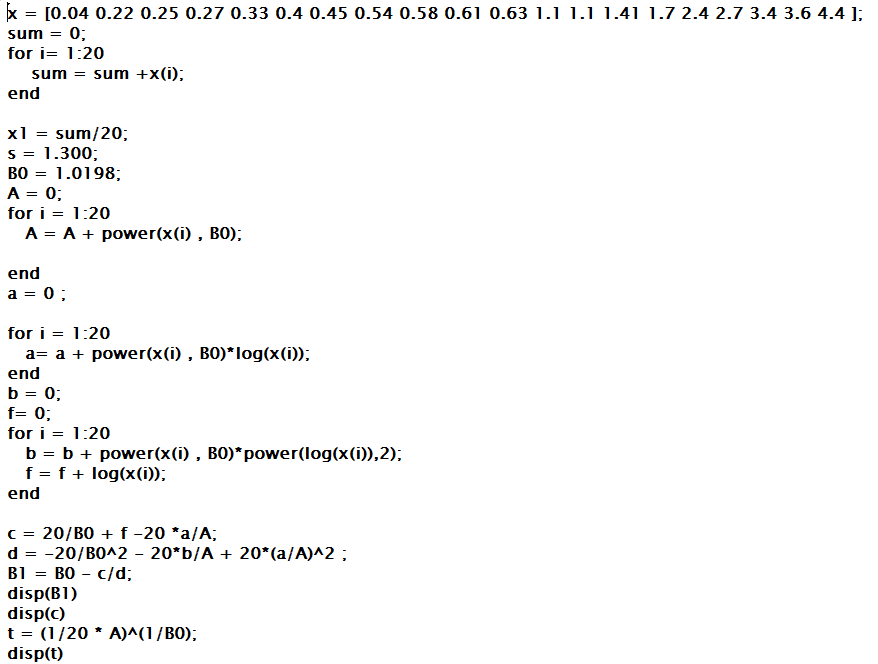 x = [0.04 0.22 0.25 0.27 0.33 0.4 0.45 0.54 0.58 0.61 0.63 1.1 1.1 1.41 1.7 2.4 2.7 3.4 3.6 4.4 ];
sum = 0;
for i= 1:20
sum = sum +x(i);
end
x1 = sum/20;
s = 1.300;
B0 = 1.0198;
A = 0;
for i = 1:20
A = A + power(x(i) , B0);
end
a = 0 ;
for i = 1:20
a= a + power(x(i) , B0)*log(x(i));
end
b = 0;
f= 0;
for i = 1:20
b = b + power(x(i) , B0)*power(log(x(i)),2);
f = f + log(x(i));
end
c = 20/B0 + f -20 *a/A;
d = -20/B0^2 - 20*b/A + 20*(a/A)^2 ;
B1 = B0 - c/d;
disp(B1)
disp(c)
t = (1/20 * A)^(1/B0);
disp(t)